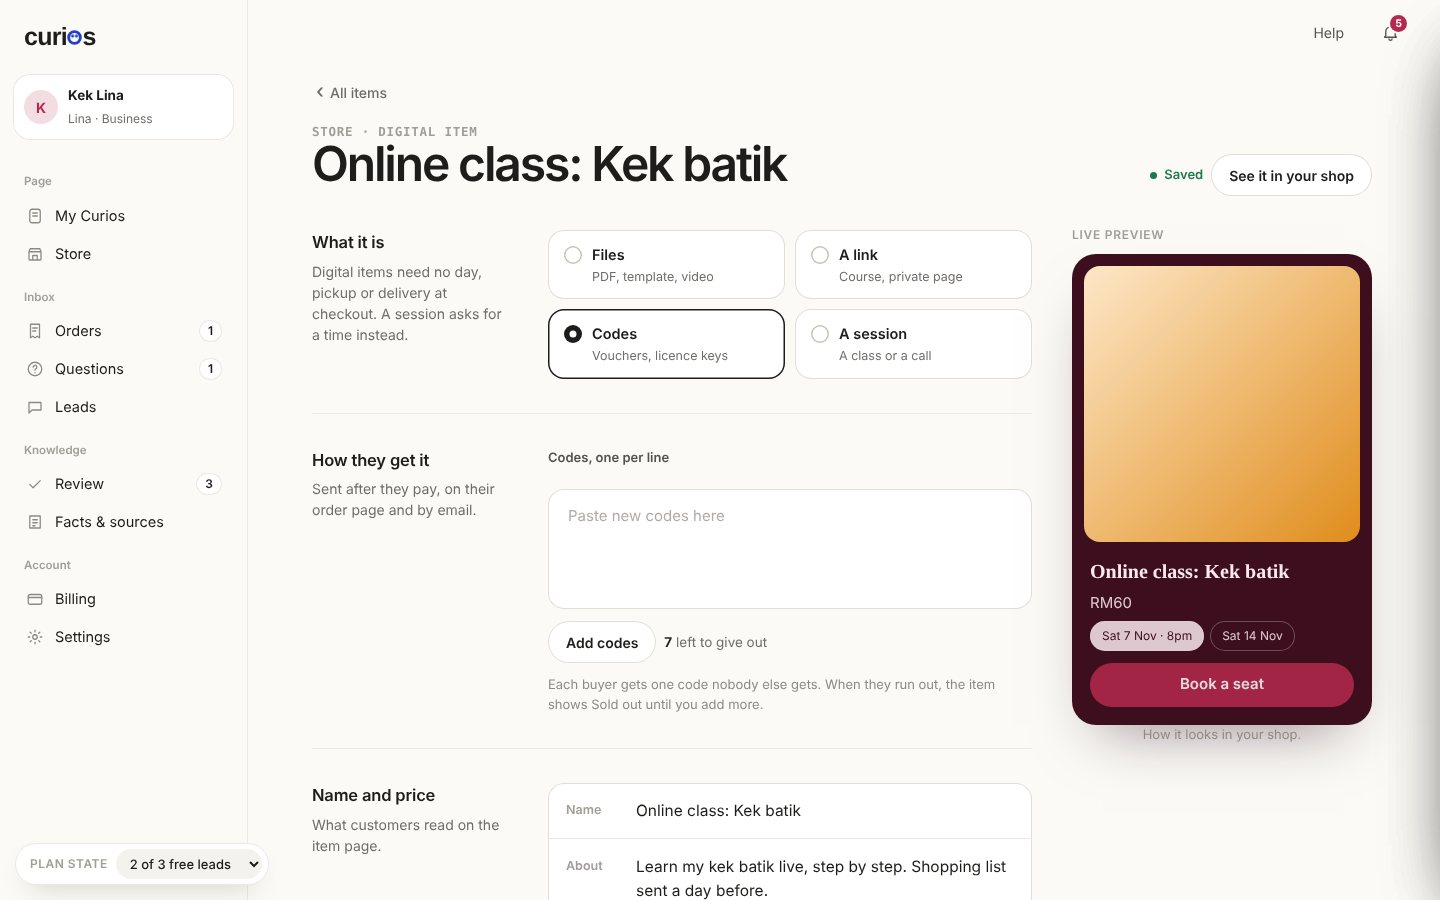 curios
Kek Lina
K
Lina · Business
Page
My Curios
Store
Inbox
Orders
1
Questions
1
Leads
Knowledge
Review
3
Facts & sources
Account
Billing
Settings
PLAN STATE
2 of 3 free leads
Help
5
All items
STORE · DIGITAL ITEM
Online class: Kek batik
Saved
See it in your shop
What it is
Digital items need no day,
pickup or delivery at
checkout. A session asks for
a time instead.
Files
PDF, template, video
A link
Course, private page
Codes
Vouchers, licence keys
A session
A class or a call
How they get it
Sent after they pay, on their
order page and by email.
Codes, one per line
Paste new codes here
Add codes
7 left to give out
Each buyer gets one code nobody else gets. When they run out, the item
shows Sold out until you add more.
Name and price
What customers read on the
item page.
Name
Online class: Kek batik
About
Learn my kek batik live, step by step. Shopping list
sent a day before.
LIVE PREVIEW
Online class: Kek batik
RM60
Sat 7 Nov · 8pm
Sat 14 Nov
Book a seat
How it looks in your shop.